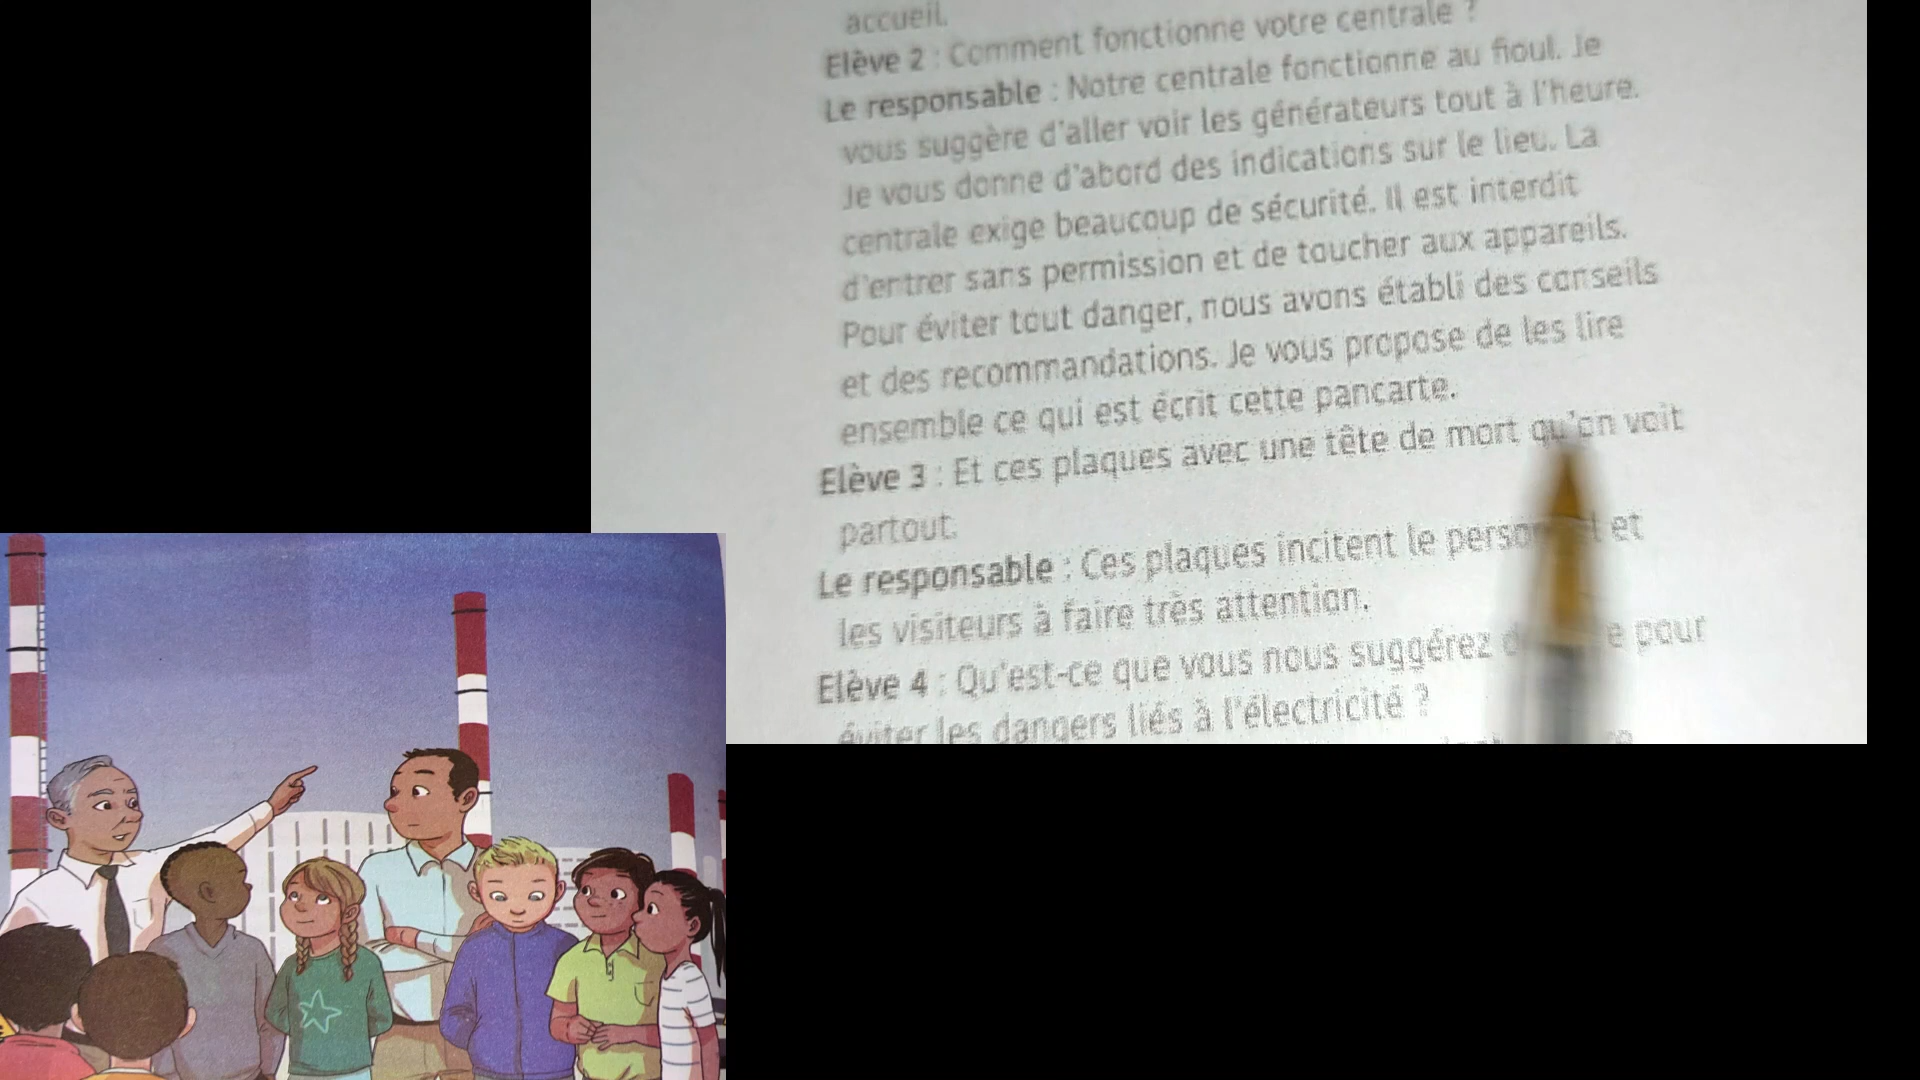 accueil.
Elève 2 : Comment fonctionne votre centrale ?
Le responsable : Notre centrale fonctionne au fioul. Je
vous suggère d'aller voir les générateurs tout à l'heure.
Je vous donne d'abord des indications sur le lieu. La
centrale exige beaucoup de sécurité. Il est interdit
d'entrer sans permission et de toucher aux appareils.
Pour éviter tout danger, nous avons établi des conseils
et des recommandations. Je vous propose de les lire
ensemble ce qui est écrit cette pancarte.
Elève 3 : Et ces plaques avec une tête de mort qu'on voit
partout.
Le responsable : Ces plaques incitent le et
les visiteurs à faire très attention.
Elève 4 : Qu'est-ce que vous nous suggérez pour
éviter les dangers liés à l'électricité ?